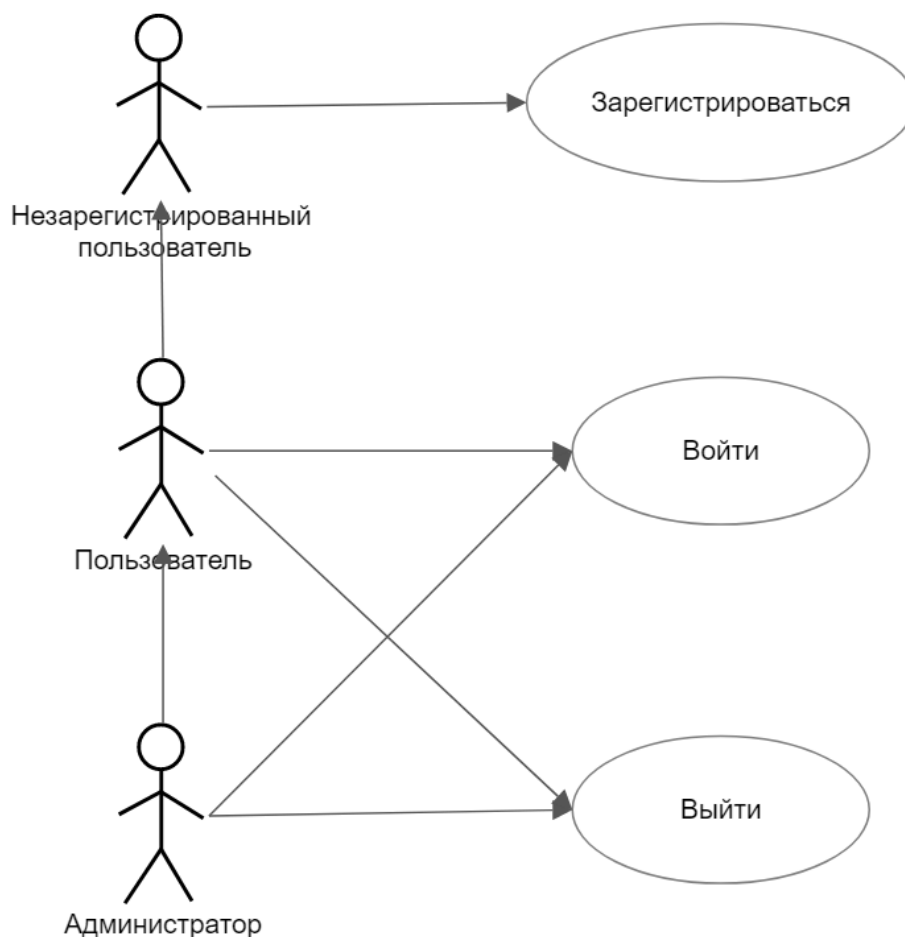 Зарегистрироваться
Незарегистрированный
пользователь
Войти
Пользователь
Выйти
Администратор